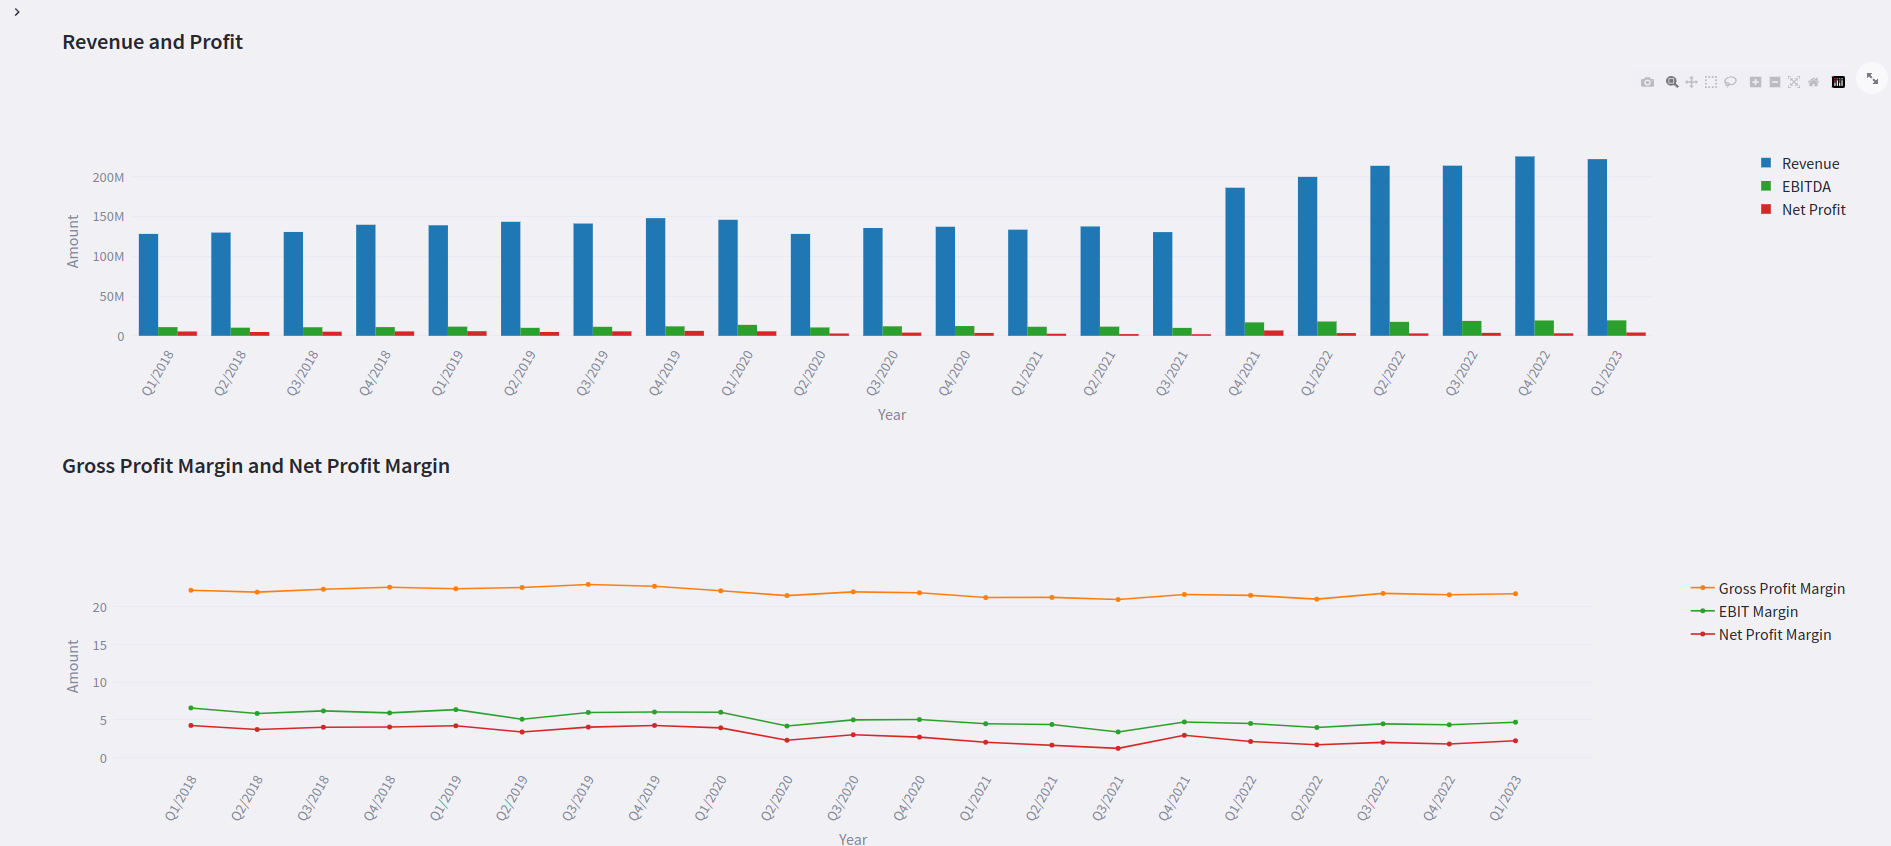 Revenue and Profit
Revenue
EBITDA
Net Profit
200M
150M
100M
50M
0
Amount
Q1/2018
Q2/2018
Q3/2018
Q4/2018
Q1/2019
Q2/2019
Q3/2019
Q4/2019
Q1/2020
Q2/2020
Q3/2020
Q4/2020
Q1/2021
Q2/2021
Q3/2021
Q4/2021
Q1/2022
Q2/2022
Q3/2022
Q4/2022
Q1/2023
Year
Gross Profit Margin and Net Profit Margin
Gross Profit Margin
EBIT Margin
Net Profit Margin
20
15
10
5
0
Amount
Q1/2018
Q2/2018
Q3/2018
Q4/2018
Q1/2019
Q2/2019
Q3/2019
Q4/2019
Q1/2020
Q2/2020
Q3/2020
Q4/2020
Q1/2021
Q2/2021
Q3/2021
Q4/2021
Q1/2022
Q2/2022
Q3/2022
Q4/2022
Q1/2023
Year